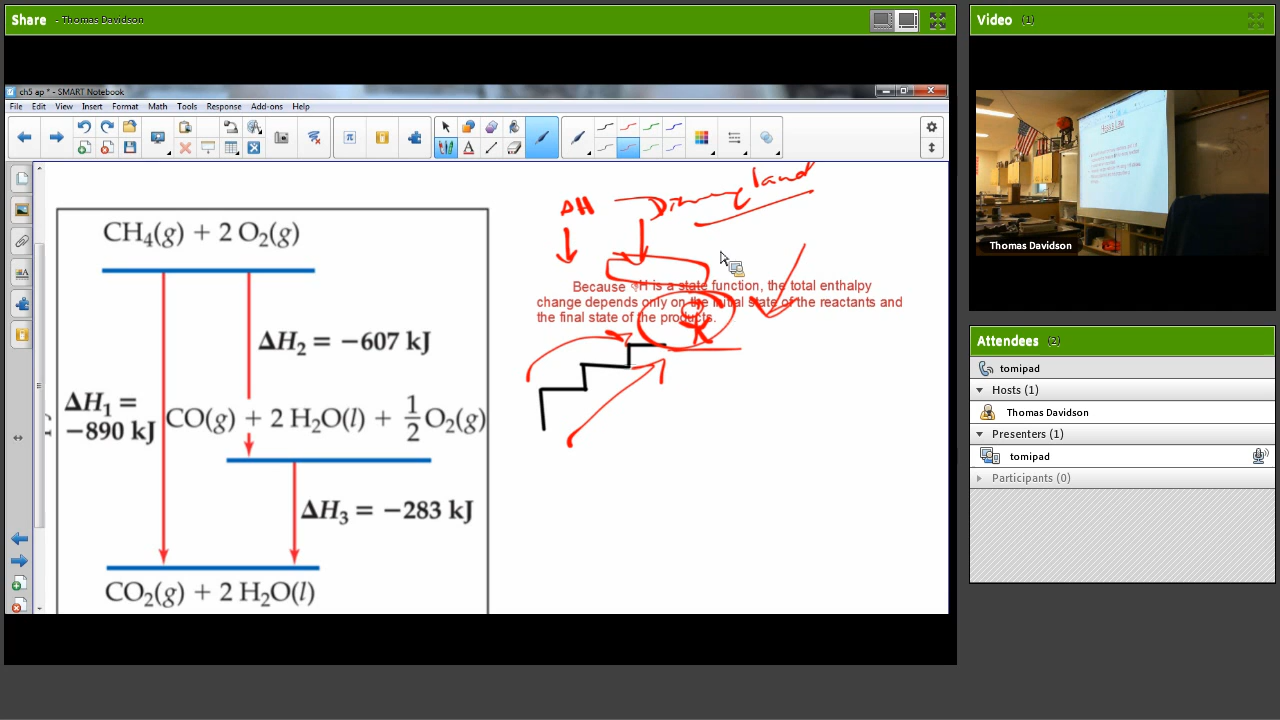 Share - Thomas Davidson
Video (1)
ch5 ap * - SMART Notebook
File Edit View Insert Format Math Tools Response Add-ons Help
CH₄(g) + 2 O₂(g)
ΔH₂ = −607 kJ
ΔH₁ =
−890 kJ
CO(g) + 2 H₂O(l) + 1/2 O₂(g)
ΔH₃ = −283 kJ
CO₂(g) + 2 H₂O(l)
ΔH Disney land
Because H is a state function, the total enthalpy
change depends only on the initial state of the reactants and
the final state of the products.
Thomas Davidson
Attendees (2)
tomipad
Hosts (1)
Thomas Davidson
Presenters (1)
tomipad
Participants (0)